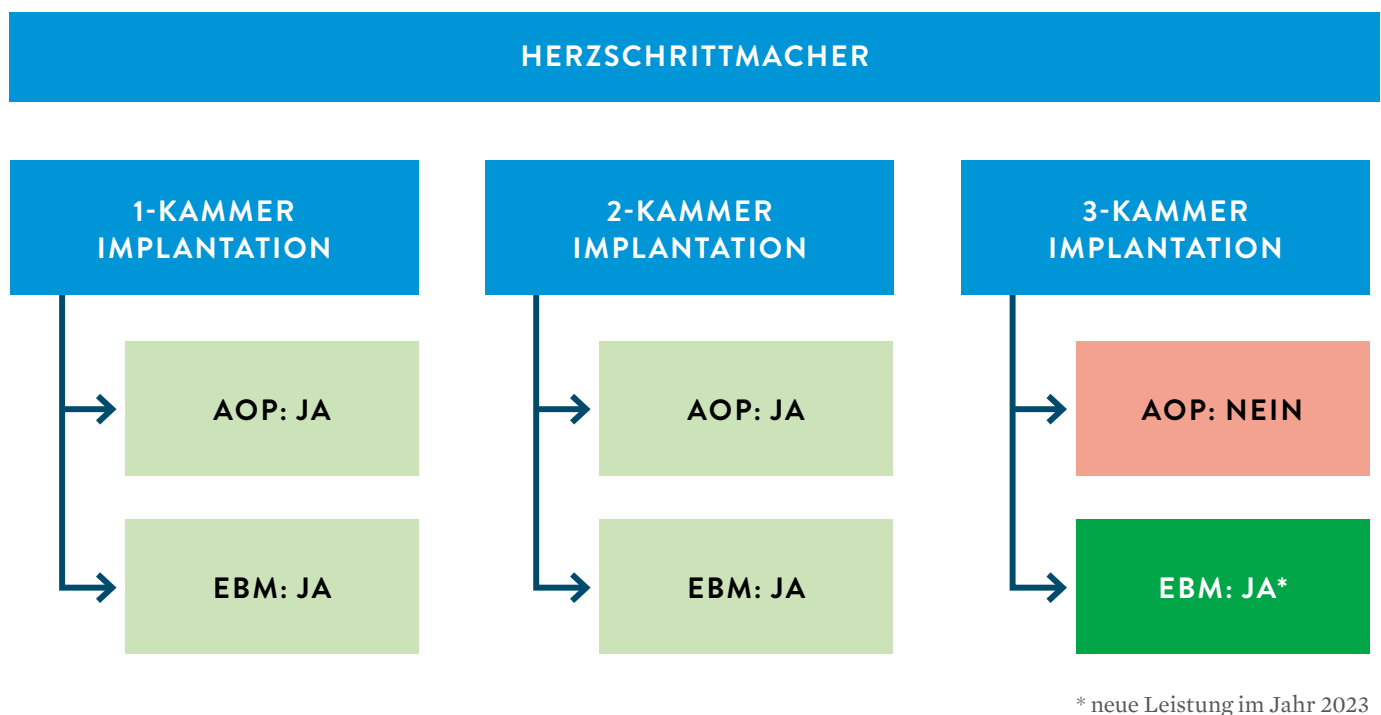 HERZSCHRITTMACHER
1-KAMMER
IMPLANTATION
AOP: JA
EBM: JA
2-KAMMER
IMPLANTATION
AOP: JA
EBM: JA
3-KAMMER
IMPLANTATION
AOP: NEIN
EBM: JA*
* neue Leistung im Jahr 2023